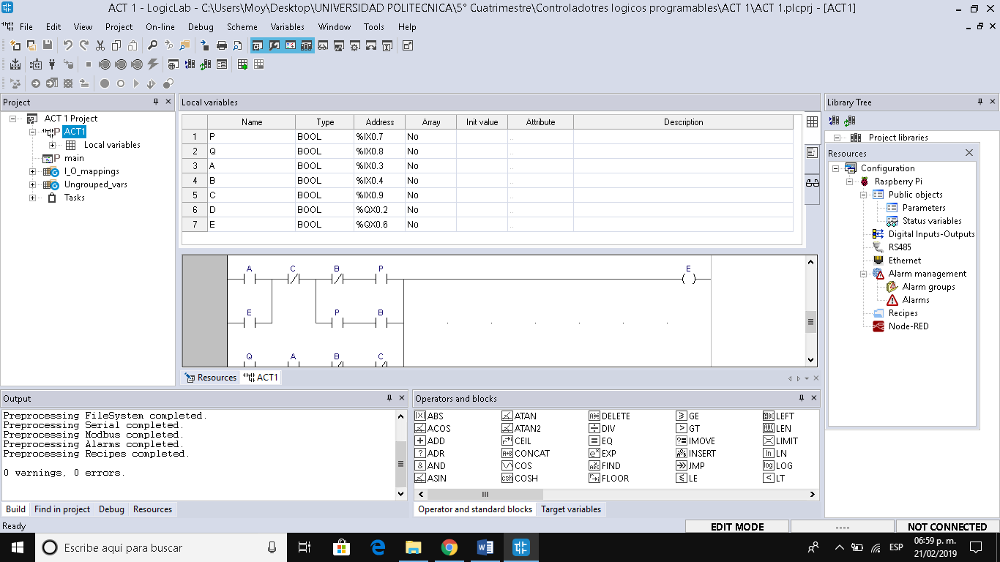 ACT 1 - LogicLab - C:\Users\Moy\Desktop\UNIVERSIDAD POLITECNICA\5° Cuatrimestre\Controladotres logicos programables\ACT 1\ACT 1.plcprj - [ACT1]
File Edit View Project On-line Debug Scheme Variables Window Tools Help
Project
ACT 1 Project
ACT1
Local variables
main
I_O_mappings
Ungrouped_vars
Tasks
Local variables
Name Type Address Array Init value Attribute Description
1 P BOOL %IX0.7 No ..
2 Q BOOL %IX0.8 No ..
3 A BOOL %IX0.3 No ..
4 B BOOL %IX0.4 No ..
5 C BOOL %IX0.9 No ..
6 D BOOL %QX0.2 No ..
7 E BOOL %QX0.6 No ..
A C B P E
E P B
Q A B C
Resources ACT1
Library Tree
Project libraries
Resources
Configuration
Raspberry Pi
Public objects
Parameters
Status variables
Digital Inputs-Outputs
RS485
Ethernet
Alarm management
Alarm groups
Alarms
Recipes
Node-RED
Output
Preprocessing FileSystem completed.
Preprocessing Serial completed.
Preprocessing Modbus completed.
Preprocessing Alarms completed.
Preprocessing Recipes completed.
0 warnings, 0 errors.
Build Find in project Debug Resources
Operators and blocks
ABS ATAN DELETE GE LEFT
ACOS ATAN2 DIV GT LEN
ADD CEIL EQ IMOVE LIMIT
ADR CONCAT EXP INSERT LN
AND COS FIND JMP LOG
ASIN COSH FLOOR LE LT
Operator and standard blocks Target variables
Ready EDIT MODE ---- NOT CONNECTED
Escribe aquí para buscar
ESP
06:59 p. m.
21/02/2019